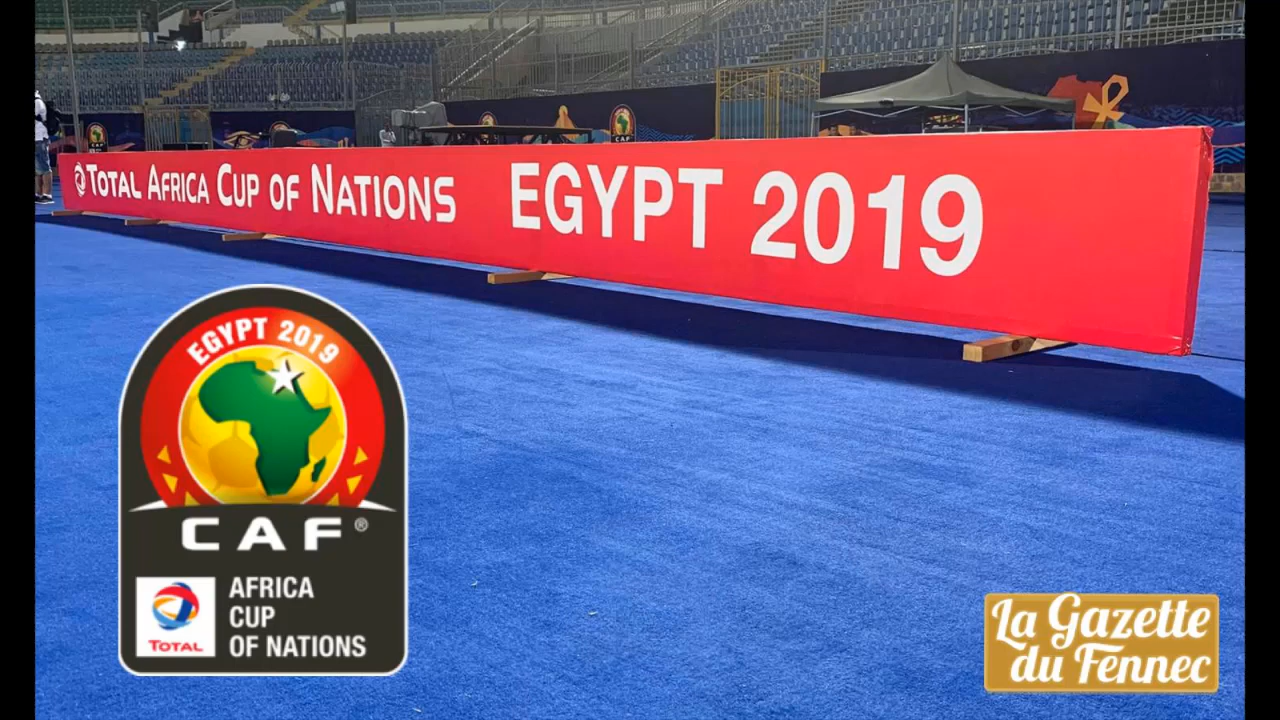 TOTAL AFRICA CUP OF NATIONS EGYPT 2019
EGYPT 2019
CAF®
TOTAL
AFRICA
CUP
OF NATIONS
La Gazette
du Fennec